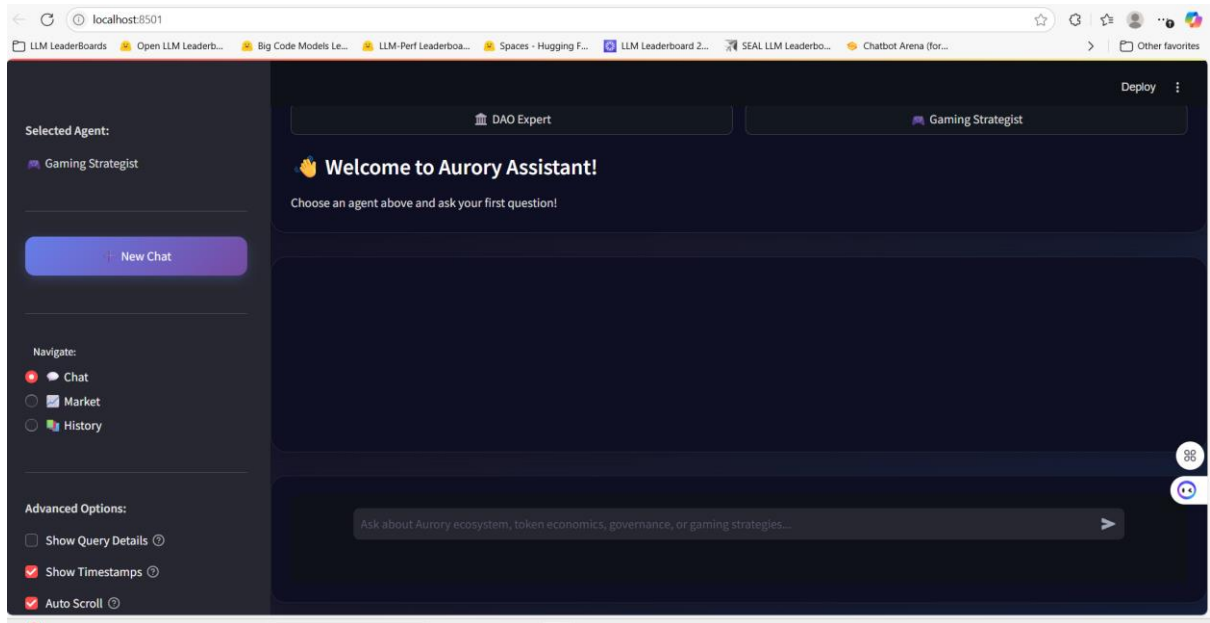 localhost:8501
LLM LeaderBoards
Open LLM Leaderb...
Big Code Models Le...
LLM-Perf Leaderboa...
Spaces - Hugging F...
LLM Leaderboard 2...
SEAL LLM Leaderbo...
Chatbot Arena (for...
Other favorites
Deploy
Selected Agent:
Gaming Strategist
New Chat
Navigate:
Chat
Market
History
Advanced Options:
Show Query Details
Show Timestamps
Auto Scroll
DAO Expert
Gaming Strategist
Welcome to Aurory Assistant!
Choose an agent above and ask your first question!
Ask about Aurory ecosystem, token economics, governance, or gaming strategies...